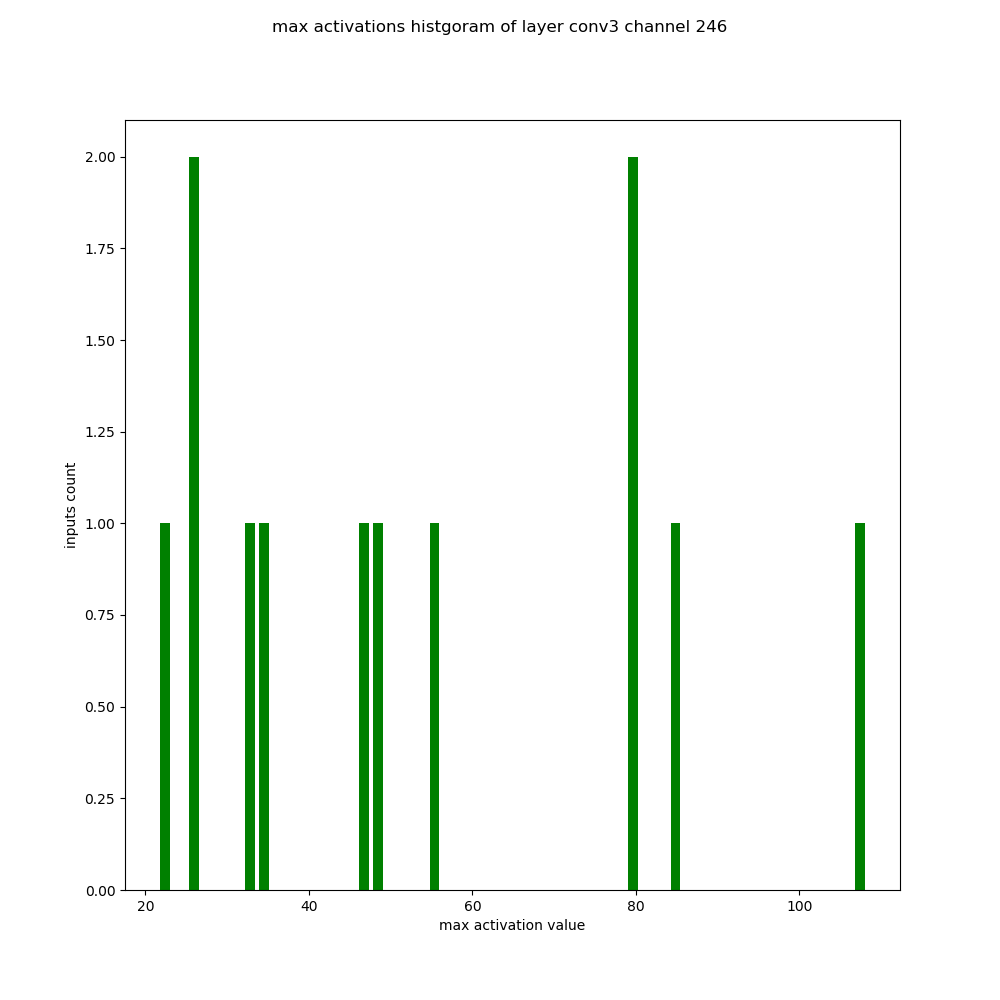 max activations histgoram of layer conv3 channel 246
2.00
1.75
1.50
1.25
1.00
0.75
0.50
0.25
0.00
inputs count
20 40 60 80 100
max activation value